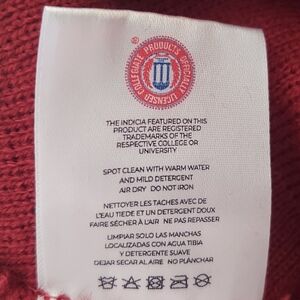 COLLEGIATE PRODUCTS OFFICIALLY LICENSED
THE INDICIA FEATURED ON THIS
PRODUCT ARE REGISTERED
TRADEMARKS OF THE
RESPECTIVE COLLEGE OR
UNIVERSITY
SPOT CLEAN WITH WARM WATER
AND MILD DETERGENT
AIR DRY DO NOT IRON
NETTOYER LES TACHES AVEC DE
L'EAU TIEDE ET UN DETERGENT DOUX
FAIRE SÉCHER À L'AIR NE PAS REPASSER
LIMPIAR SOLO LAS MANCHAS
LOCALIZADAS CON AGUA TIBIA
Y DETERGENTE SUAVE
DEJAR SECAR AL AIRE NO PLANCHAR